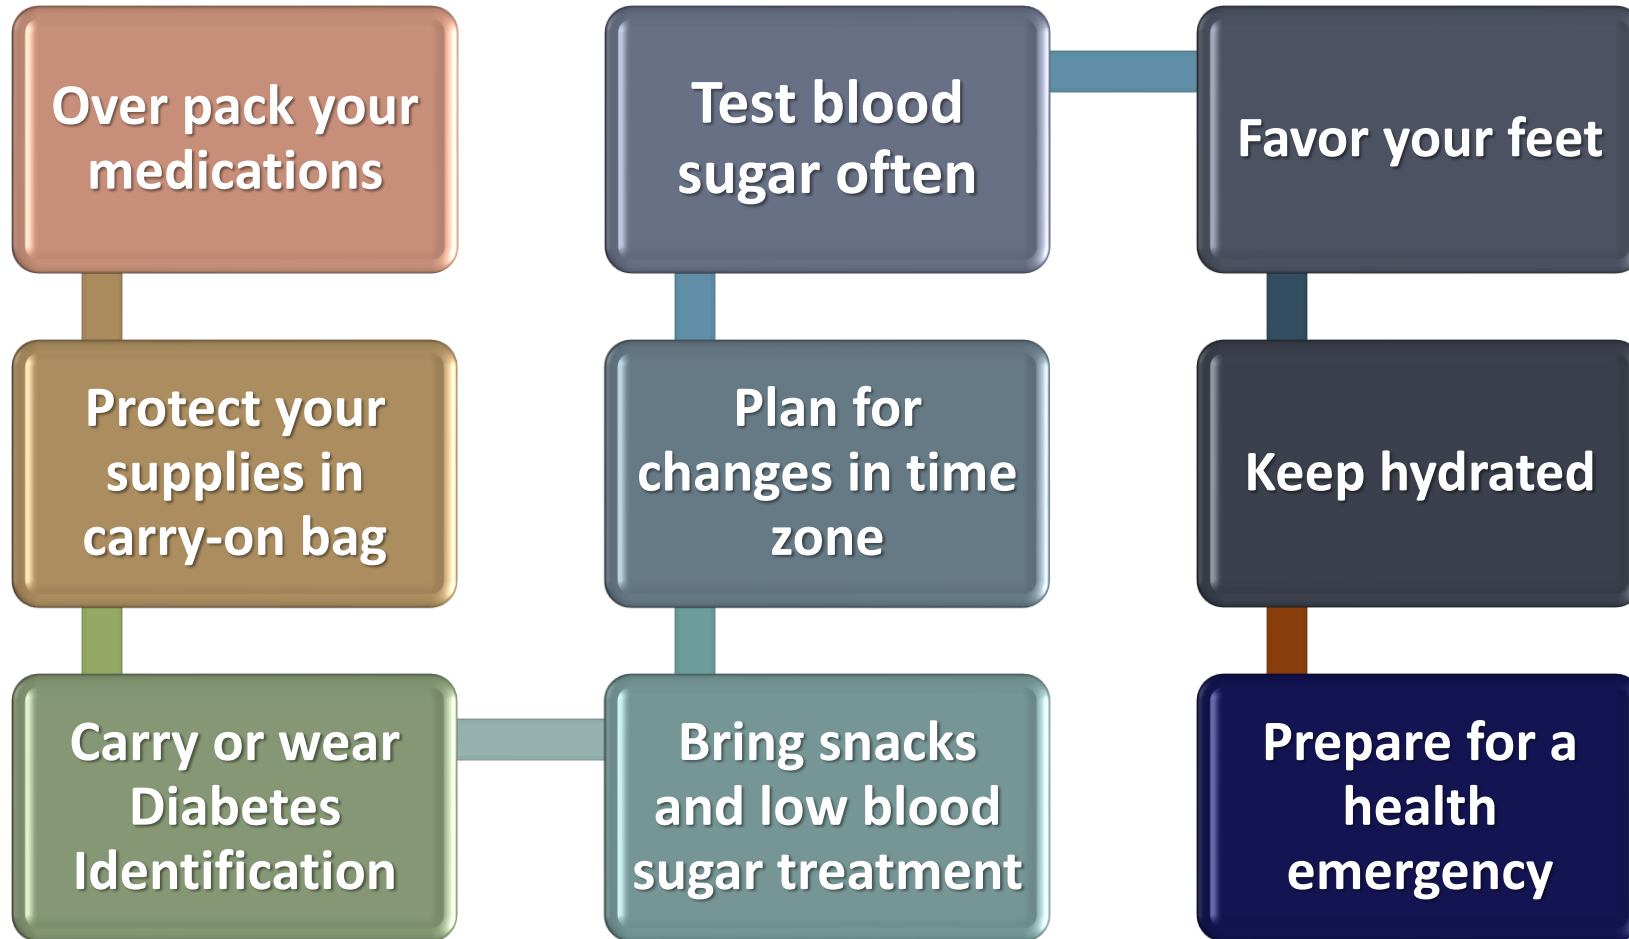 Over pack your
medications
Protect your
supplies in
carry-on bag
Carry or wear
Diabetes
Identification
Bring snacks
and low blood
sugar treatment
Plan for
changes in time
zone
Test blood
sugar often
Favor your feet
Keep hydrated
Prepare for a
health
emergency